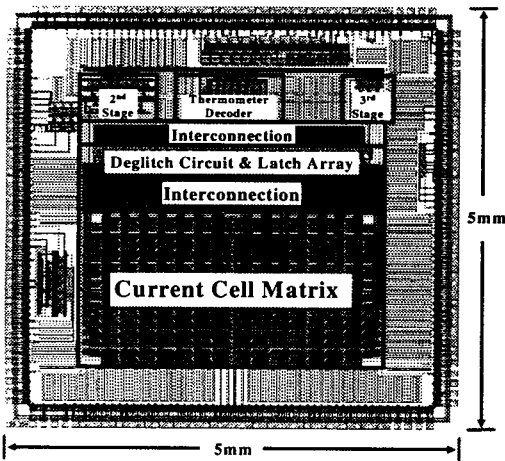 2nd Stage
Thermometer Decoder
3rd Stage
Interconnection
Deglitch Circuit & Latch Array
Interconnection
Current Cell Matrix
5mm
5mm